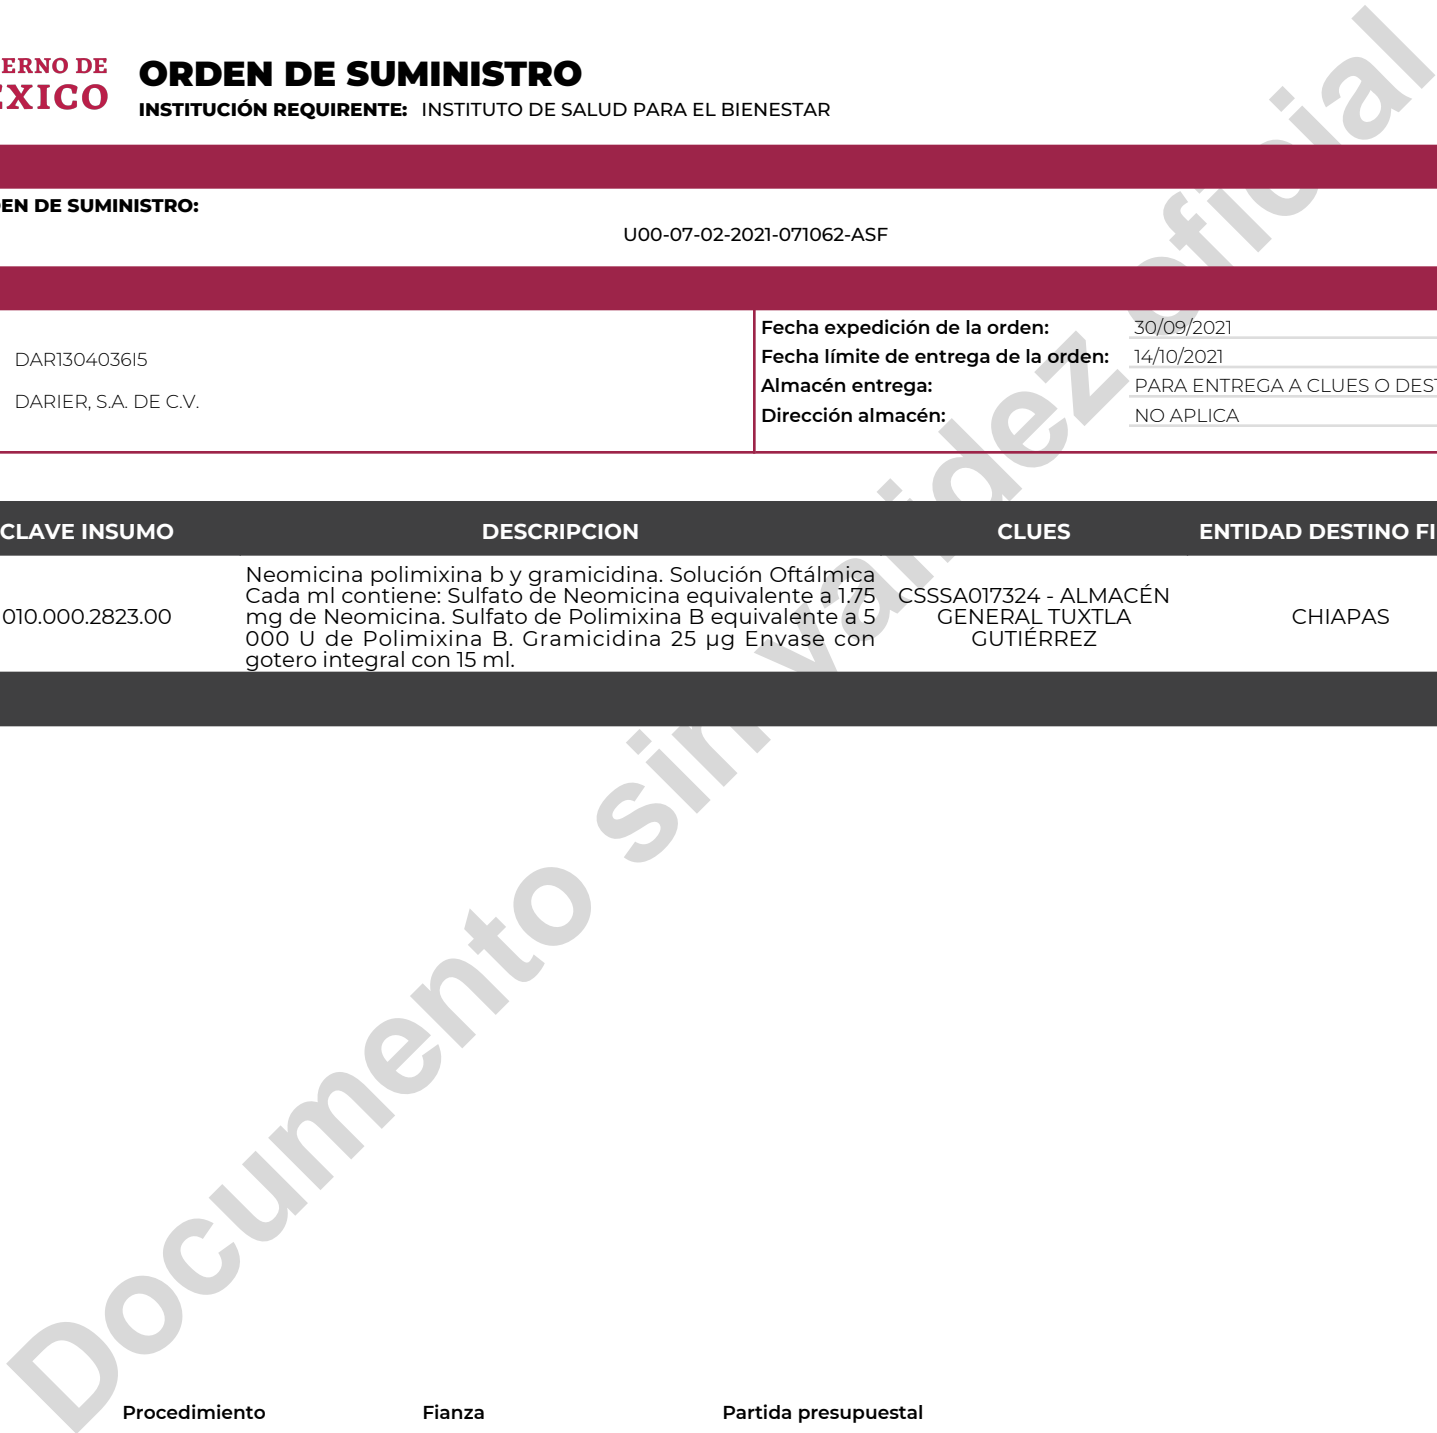 ERNO DE
ÉXICO
ORDEN DE SUMINISTRO
INSTITUCIÓN REQUIRENTE: INSTITUTO DE SALUD PARA EL BIENESTAR
EN DE SUMINISTRO:
U00-07-02-2021-071062-ASF
DAR1304036I5
DARIER, S.A. DE C.V.
Fecha expedición de la orden: 30/09/2021
Fecha límite de entrega de la orden: 14/10/2021
Almacén entrega: PARA ENTREGA A CLUES O DEST
Dirección almacén: NO APLICA
CLAVE INSUMO DESCRIPCION CLUES ENTIDAD DESTINO FI
010.000.2823.00
Neomicina polimixina b y gramicidina. Solución Oftálmica
Cada ml contiene: Sulfato de Neomicina equivalente a 1.75
mg de Neomicina. Sulfato de Polimixina B equivalente a 5
000 U de Polimixina B. Gramicidina 25 µg Envase con
gotero integral con 15 ml.
CSSSA017324 - ALMACÉN
GENERAL TUXTLA
GUTIÉRREZ
CHIAPAS
Documento sin validez oficial
Procedimiento Fianza Partida presupuestal